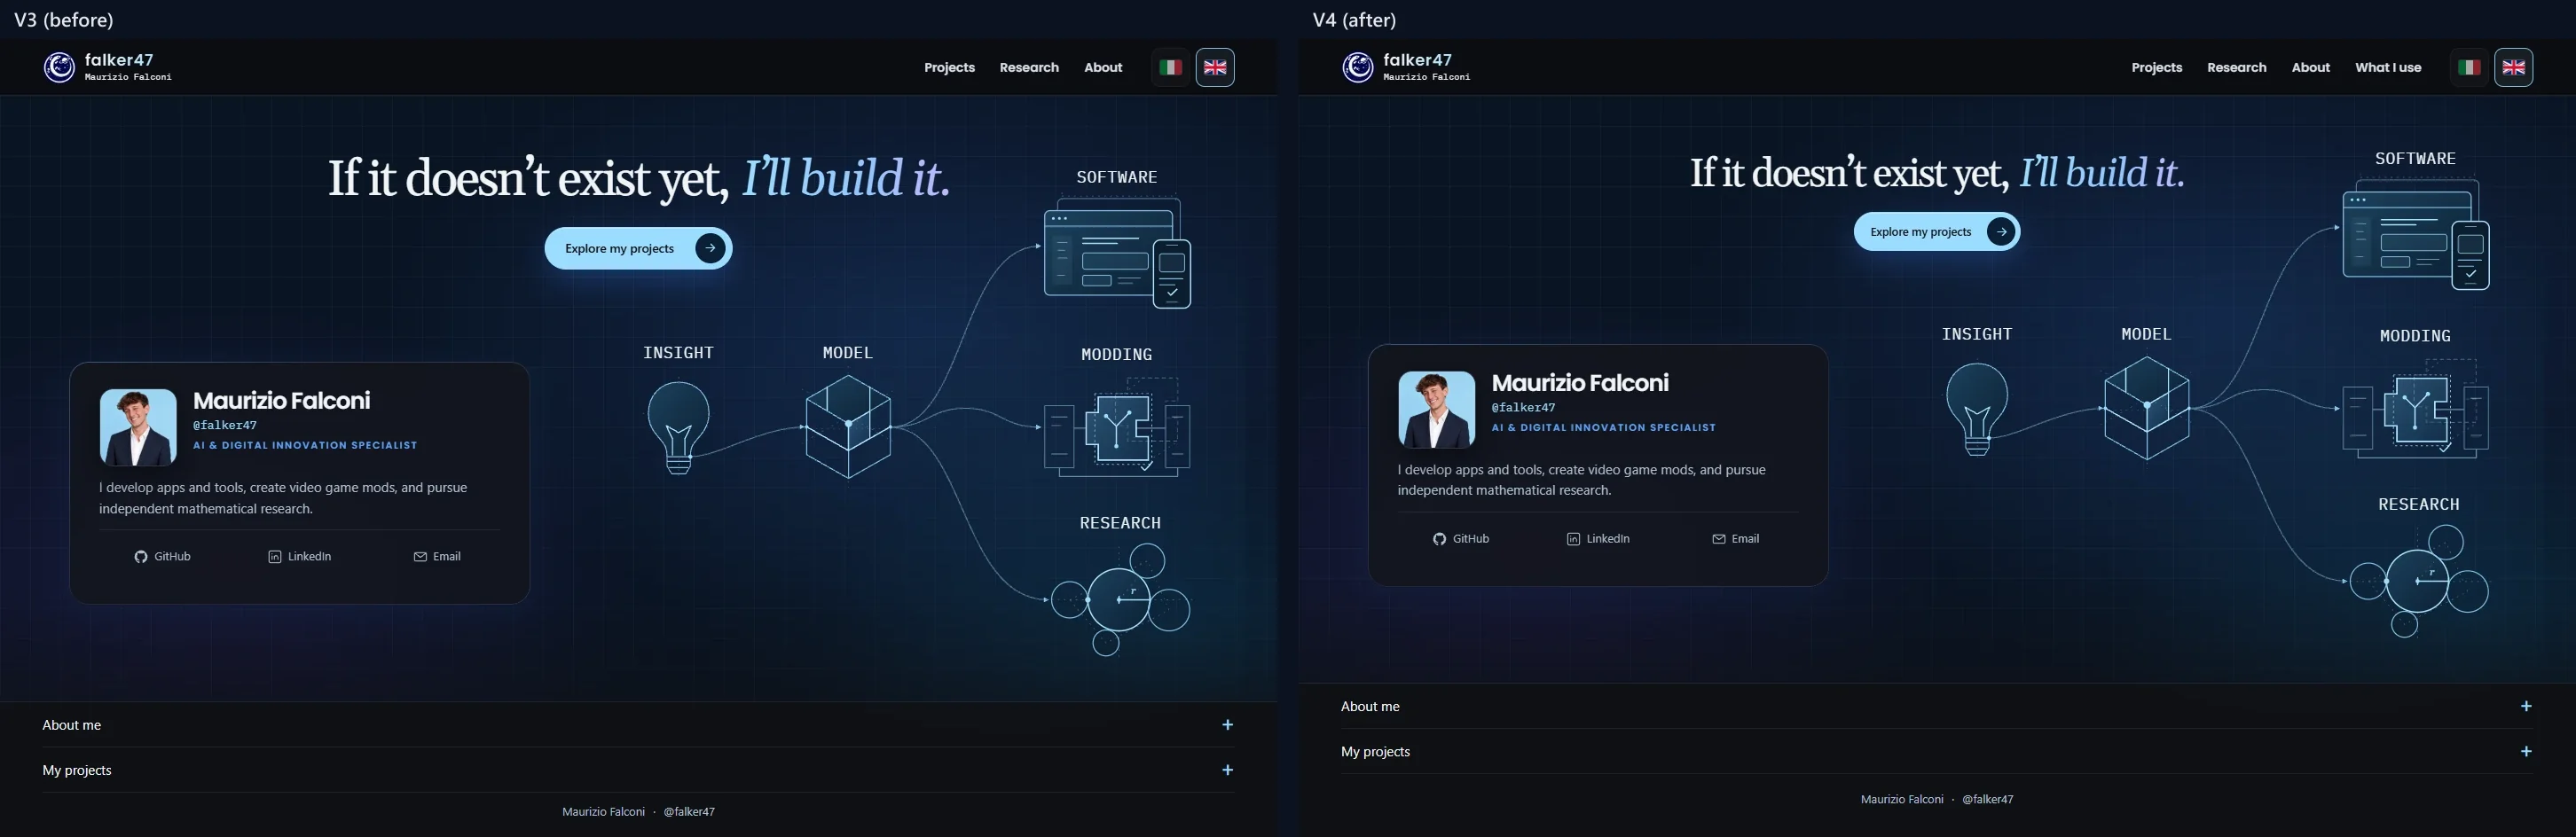 V3 (before)
falker47
Maurizio Falconi
Projects Research About
If it doesn’t exist yet, I’ll build it.
Explore my projects
SOFTWARE
INSIGHT
MODEL
MODDING
Maurizio Falconi
@falker47
AI & DIGITAL INNOVATION SPECIALIST
I develop apps and tools, create video game mods, and pursue
independent mathematical research.
GitHub LinkedIn Email
RESEARCH
r
About me
My projects
Maurizio Falconi · @falker47
V4 (after)
falker47
Maurizio Falconi
Projects Research About What I use
If it doesn’t exist yet, I’ll build it.
Explore my projects
SOFTWARE
INSIGHT
MODEL
MODDING
Maurizio Falconi
@falker47
AI & DIGITAL INNOVATION SPECIALIST
I develop apps and tools, create video game mods, and pursue
independent mathematical research.
GitHub LinkedIn Email
RESEARCH
r
About me
My projects
Maurizio Falconi · @falker47